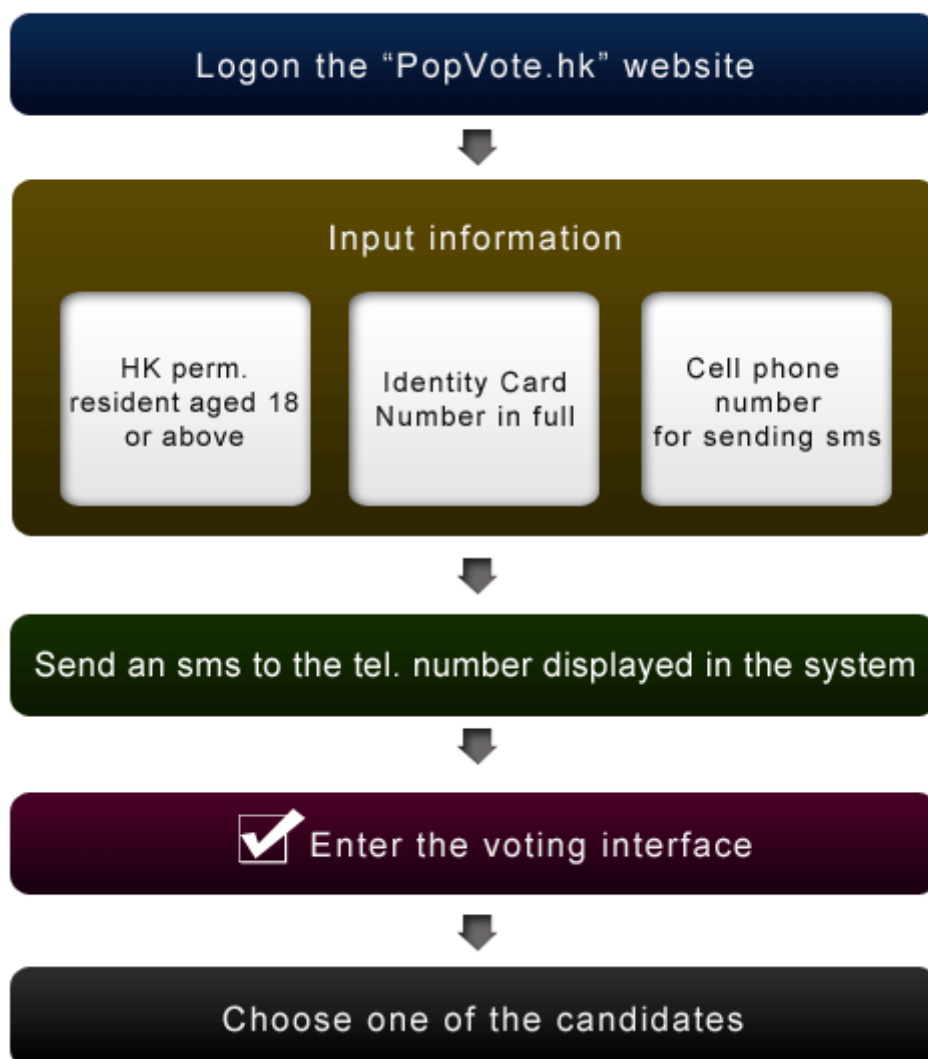 Logon the “PopVote.hk” website
Input information
HK perm.
resident aged 18
or above
Identity Card
Number in full
Cell phone
number
for sending sms
Send an sms to the tel. number displayed in the system
Enter the voting interface
Choose one of the candidates